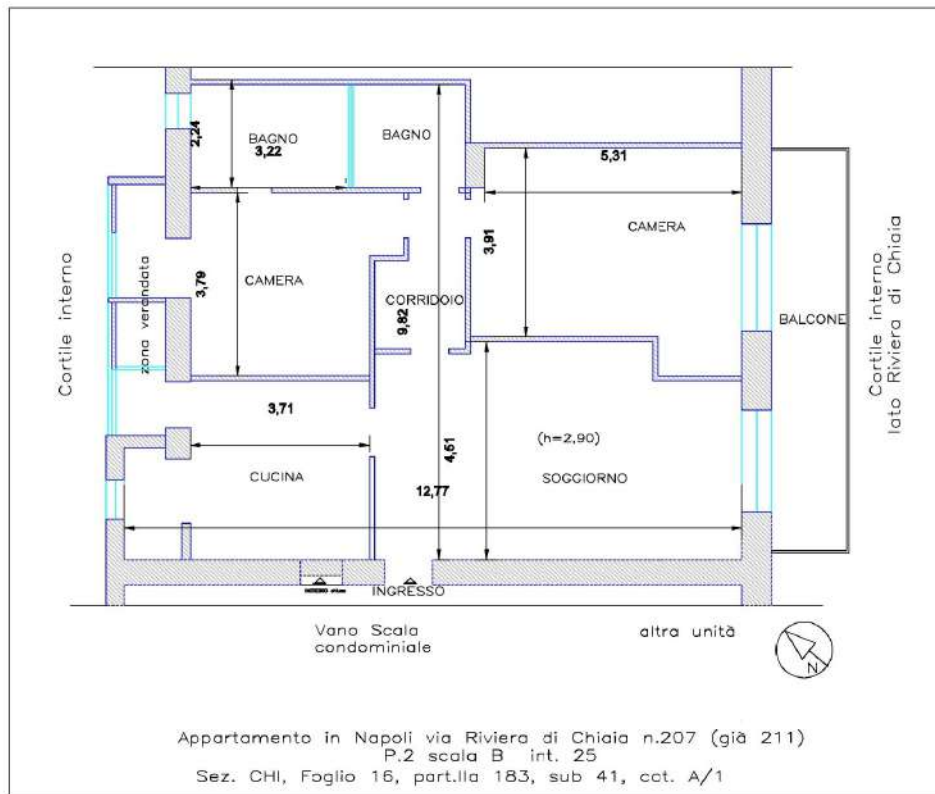 BAGNO
BAGNO
2,24
3,22
5,31
CAMERA
3,91
Cortile interno
zona verandata
3,79
CAMERA
CORRIDOIO
9,82
BALCONE
Cortile interno
lato Riviera di Chiaia
3,71
(h=2,90)
4,51
CUCINA
12,77
SOGGIORNO
INGRESSO
INGRESSO
Vano Scala
condominiale
altra unità
N
Appartamento in Napoli via Riviera di Chiaia n.207 (già 211)
P.2 scala B int. 25
Sez. CHI, Foglio 16, part.lla 183, sub 41, cat. A/1